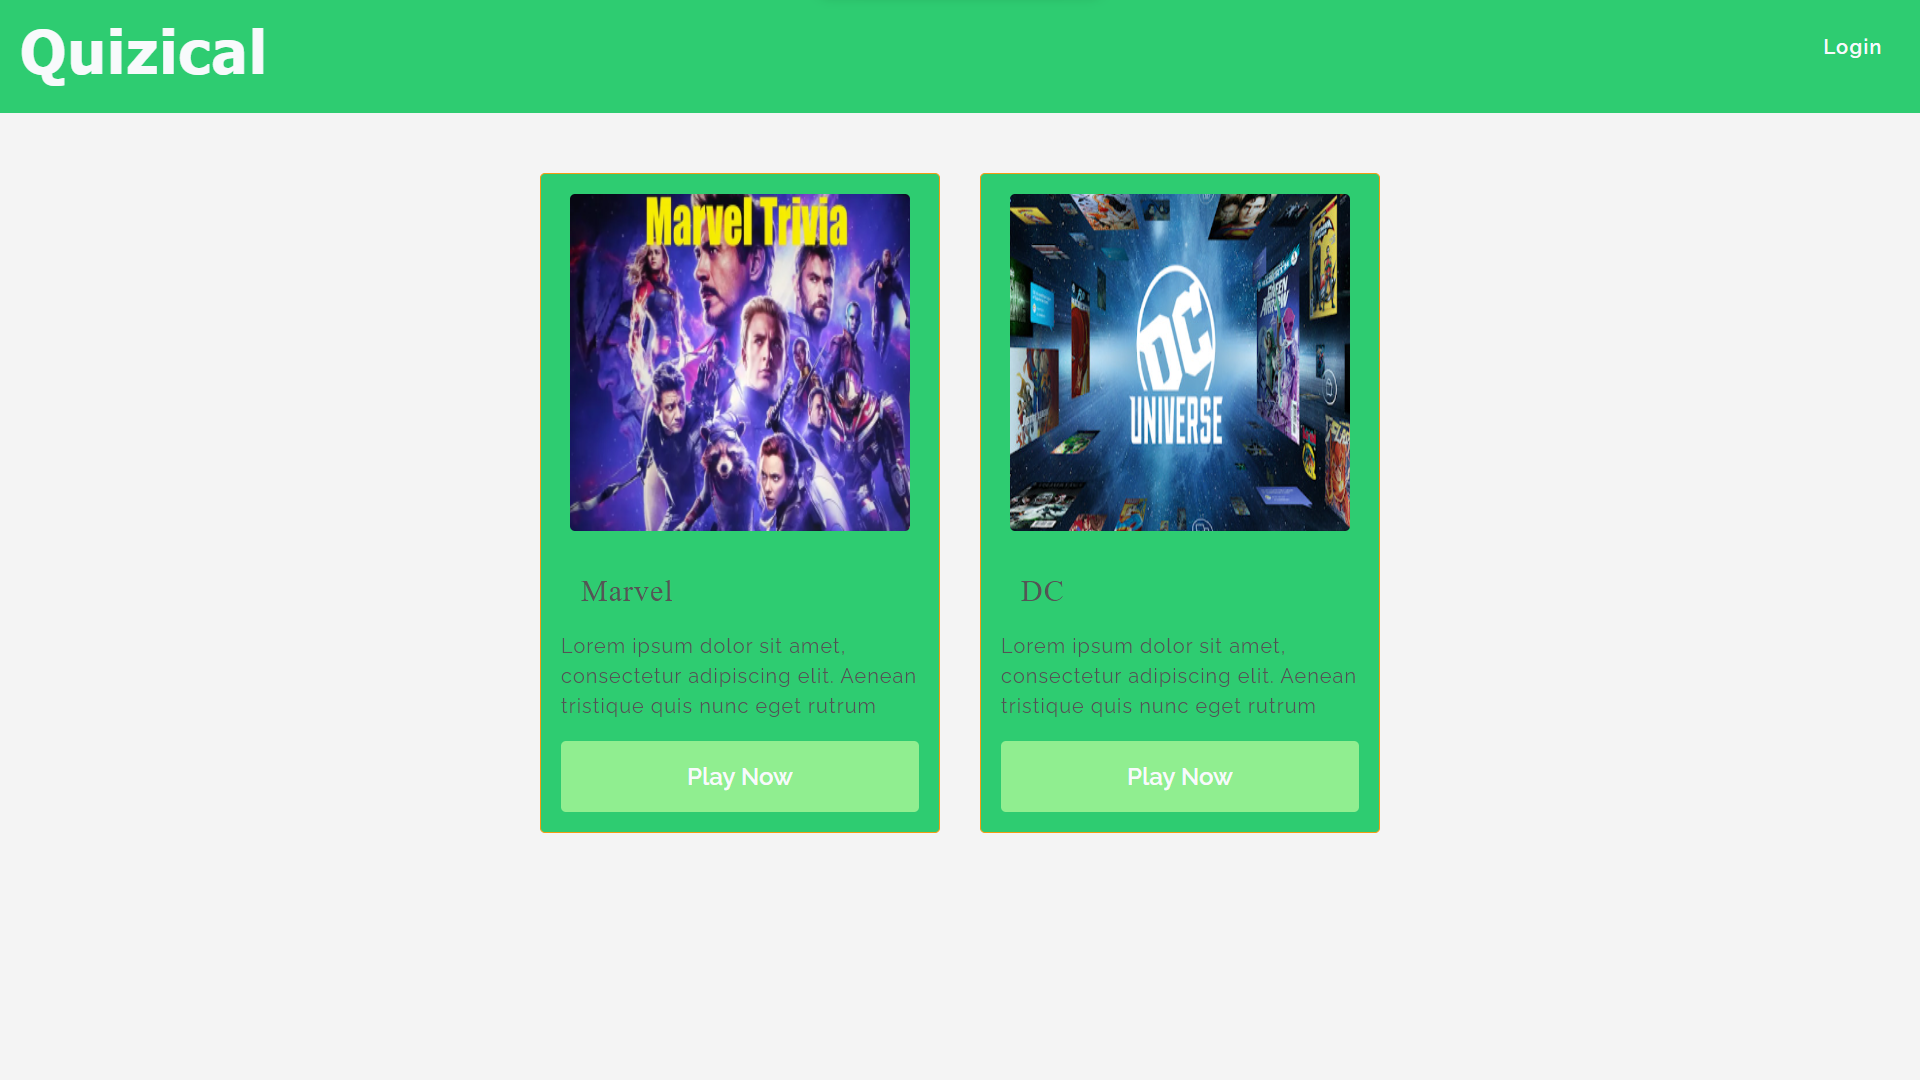 Quizical
Login
Marvel Trivia
DC
UNIVERSE
GREEN
ARROW
Marvel
DC
Lorem ipsum dolor sit amet,
consectetur adipiscing elit. Aenean
tristique quis nunc eget rutrum
Lorem ipsum dolor sit amet,
consectetur adipiscing elit. Aenean
tristique quis nunc eget rutrum
Play Now
Play Now